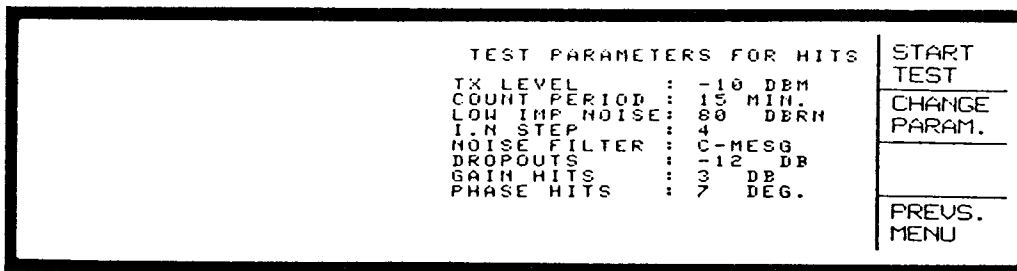 TEST PARAMETERS FOR HITS
TX LEVEL : -10 DBM
COUNT PERIOD : 15 MIN.
LOW IMP NOISE: 80 DBRN
I.N STEP : 4
NOISE FILTER : C-MESG
DROPOUTS : -12 DB
GAIN HITS : 3 DB
PHASE HITS : 7 DEG.
START
TEST
CHANGE
PARAM.
PREVS.
MENU